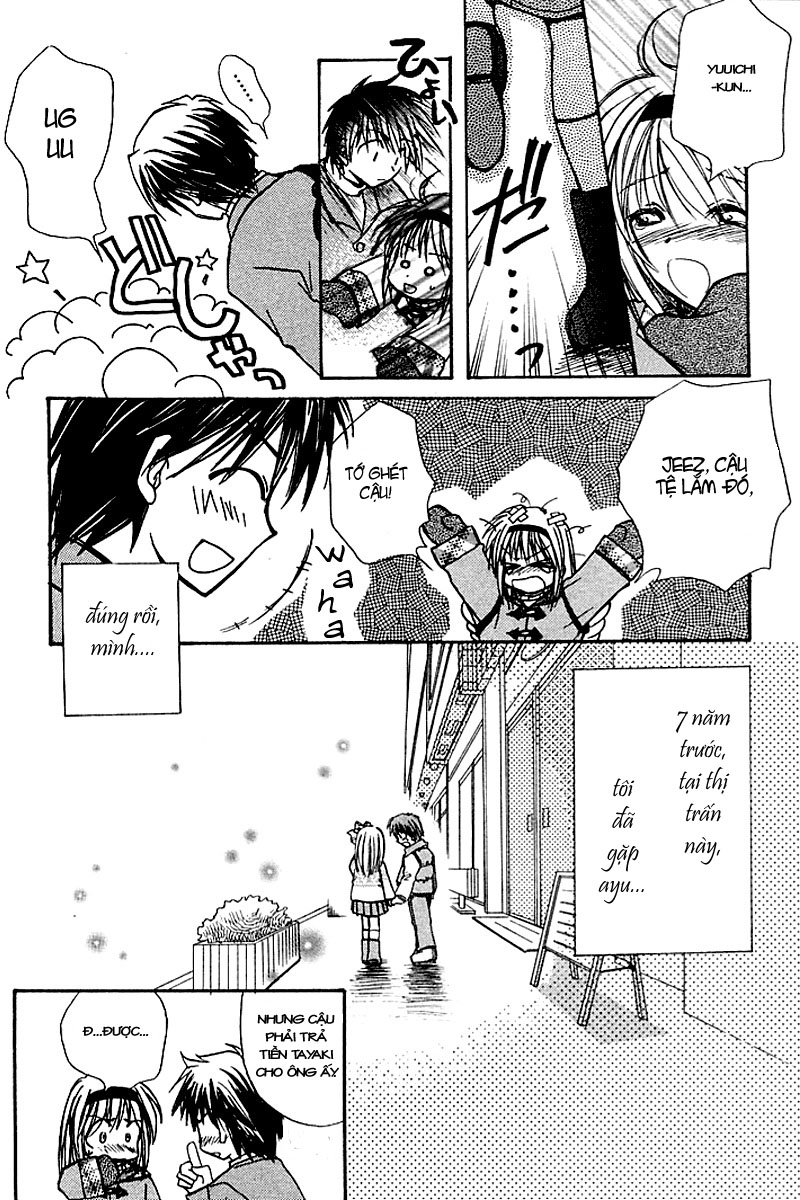 YUUICHI
-KUN...
ダッ
ひょい
......
UG
UU
どしゃっ
JEEZ, CẬU
TỆ LẮM ĐÓ,
TỚ GHÉT
CẬU!
waha
đúng rồi,
mình....
7 năm
trước,
tại thị
trấn
này,
tôi
đã
gặp
ayu...
NHƯNG CẬU
PHẢI TRẢ
TIỀN TAYAKI
CHO ÔNG ẤY.
Đ...ĐƯỢC...